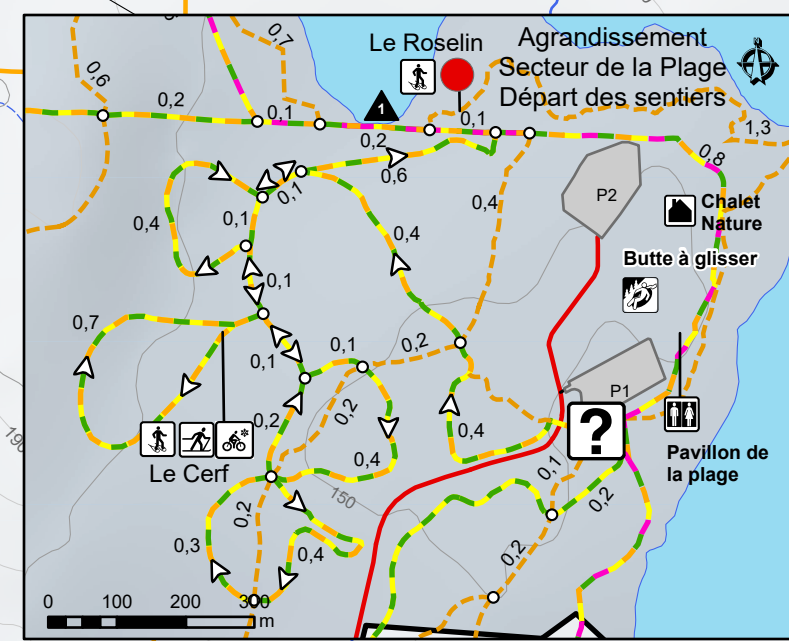 0,7
Le Roselin
Agrandissement
Secteur de la Plage
Départ des sentiers
0,6
0,2
0,1
1
0,1
0,2
1,3
0,8
0,6
0,1
0,4
P2
Chalet
Nature
0,4
0,1
0,4
Butte à glisser
0,1
0,7
0,1
0,1
0,2
P1
0,2
0,2
0,4
?
Le Cerf
0,4
Pavillon de
la plage
190
150
0,1
0,2
0,2
0,3
0,4
0,2
0 100 200 300
m